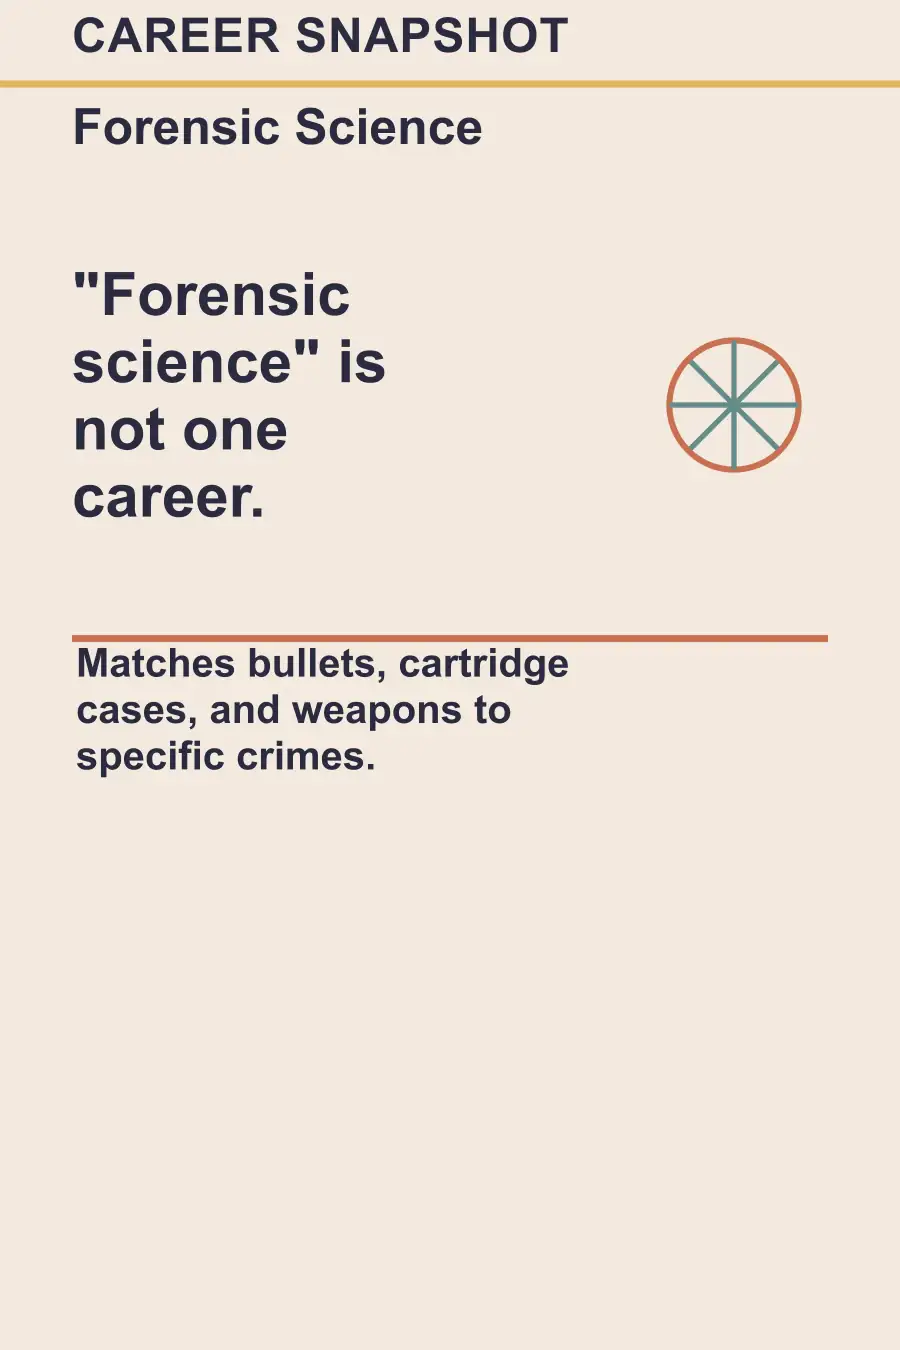 CAREER SNAPSHOT
Forensic Science
"Forensic
science" is
not one
career.
Matches bullets, cartridge
cases, and weapons to
specific crimes.